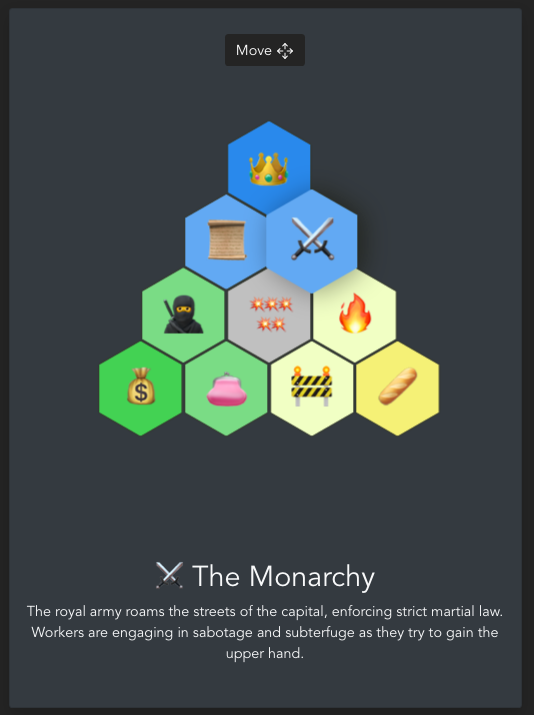 Move
The Monarchy
The royal army roams the streets of the capital, enforcing strict martial law.
Workers are engaging in sabotage and subterfuge as they try to gain the
upper hand.